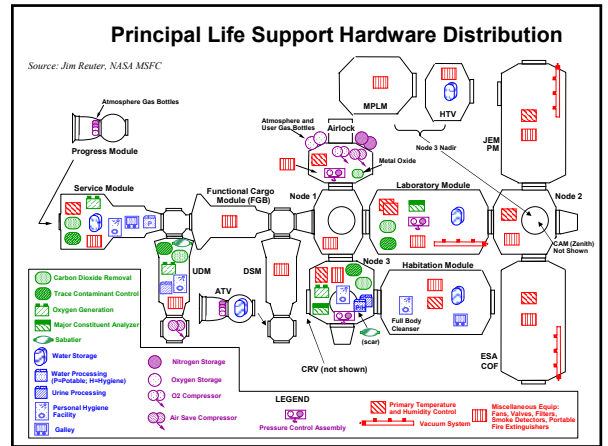 Principal Life Support Hardware Distribution
Source: Jim Reuter, NASA MSFC
Atmosphere Gas Bottles
Progress Module
Atmosphere and
User Gas Bottles
Airlock
MPLM
HTV
Node 3 Nadir
JEM
PM
Metal Oxide
Service Module
Functional Cargo
Module (FGB)
Node 1
Laboratory Module
Node 2
CAM (Zenith)
Not Shown
UDM
DSM
Node 3
Habitation Module
ATV
P/H
(scar)
Full Body
Cleanser
CRV (not shown)
ESA
COF
Carbon Dioxide Removal
Trace Contaminant Control
Oxygen Generation
Major Constituent Analyzer
Sabatier
Water Storage
Water Processing
(P=Potable; H=Hygiene)
Urine Processing
Personal Hygiene
Facility
Galley
Nitrogen Storage
Oxygen Storage
O2 Compressor
Air Save Compressor
LEGEND
Pressure Control Assembly
Primary Temperature
and Humidity Control
Vacuum System
Miscellaneous Equip:
Fans, Valves, Filters,
Smoke Detectors, Portable
Fire Extinguishers